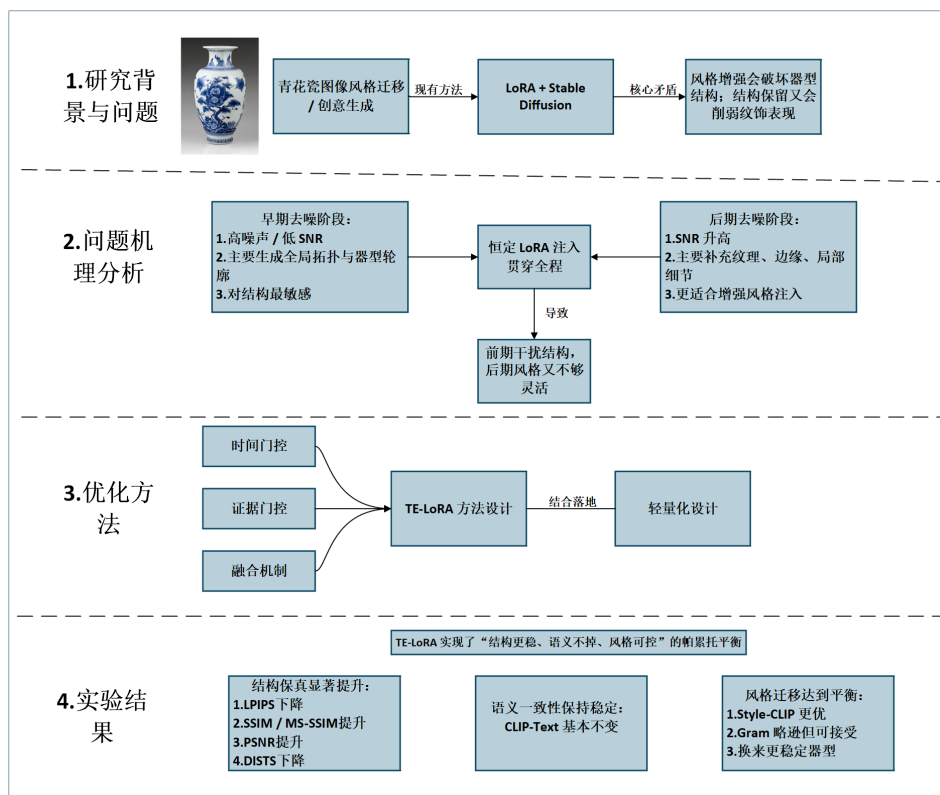 1.研究背
景与问题
青花瓷图像风格迁移
/ 创意生成
现有方法
LoRA + Stable
Diffusion
核心矛盾
风格增强会破坏器型
结构；结构保留又会
削弱纹饰表现
2.问题机
理分析
早期去噪阶段：
1.高噪声 / 低 SNR
2.主要生成全局拓扑与器型轮
廓
3.对结构最敏感
恒定 LoRA 注入
贯穿全程
后期去噪阶段：
1.SNR 升高
2.主要补充纹理、边缘、局部
细节
3.更适合增强风格注入
导致
前期干扰结构，
后期风格又不够
灵活
3.优化方
法
时间门控
证据门控
融合机制
TE-LoRA 方法设计
结合落地
轻量化设计
4.实验结
果
TE-LoRA 实现了“结构更稳、语义不掉、风格可控”的帕累托平衡
结构保真显著提升：
1.LPIPS 下降
2.SSIM / MS-SSIM 提升
3.PSNR 提升
4.DISTS 下降
语义一致性保持稳定：
CLIP-Text 基本不变
风格迁移达到平衡：
1.Style-CLIP 更优
2.Gram 略逊但可接受
3.换来更稳定器型